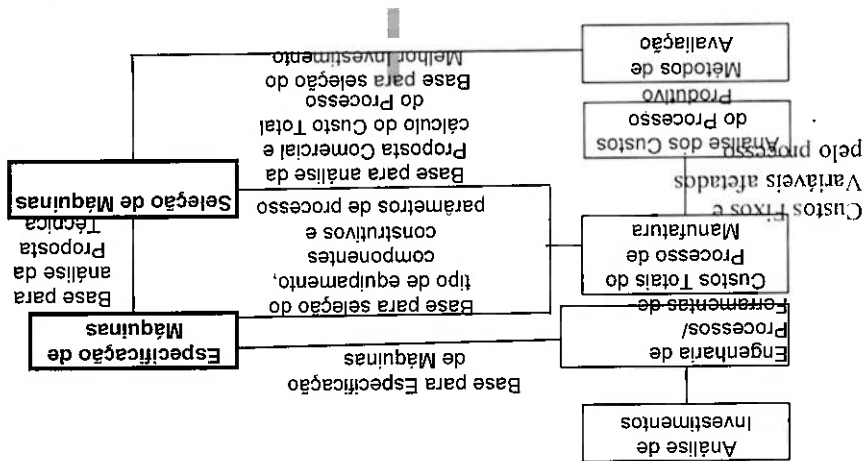 Análise de
Investimentos
Engenharia de
Processos/
Ferramentas de
Custos Totais do
Processo de
Manufatura
Custos Fixos e
Variáveis afetados
pelo processo
Análise dos Custos
do Processo
Produtivo
Métodos de
Avaliação
Base para Especificação
de Máquinas
Base para seleção do
tipo de equipamento,
componentes
construtivos e
parâmetros de processo
Base para análise da
Proposta Comercial e
cálculo do Custo Total
do Processo
Base para seleção do
Melhor Investimento
Especificação de
Máquinas
Base para
análise da
Proposta
Técnica
Seleção de Máquinas